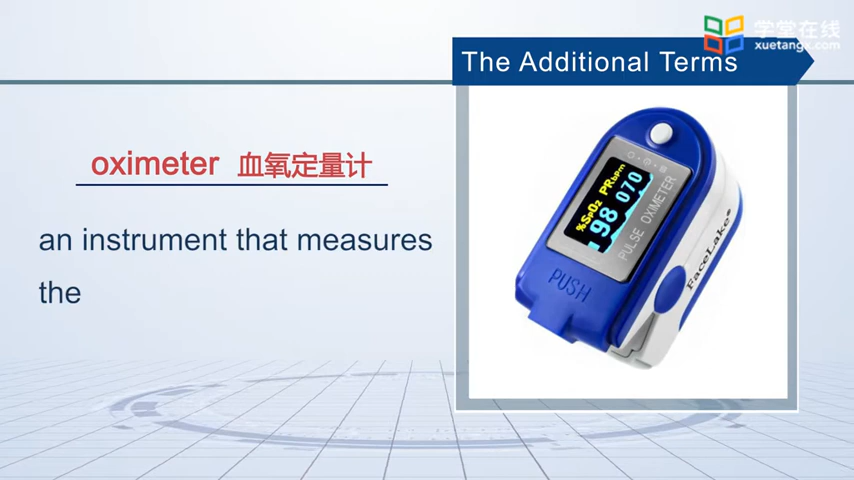 学堂在线
xuetangx.com
The Additional Terms
oximeter 血氧定量计
an instrument that measures
the
%SpO2 PRbpm
98 070
PULSE OXIMETER
PUSH
FaceLake